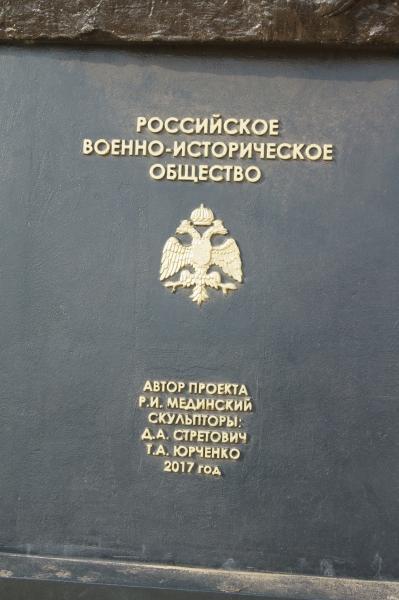 РОССИЙСКОЕ
ВОЕННО-ИСТОРИЧЕСКОЕ
ОБЩЕСТВО
АВТОР ПРОЕКТА
Р.И. МЕДИНСКИЙ
СКУЛЬПТОРЫ:
Д.А. СТРЕТОВИЧ
Т.А. ЮРЧЕНКО
2017 год